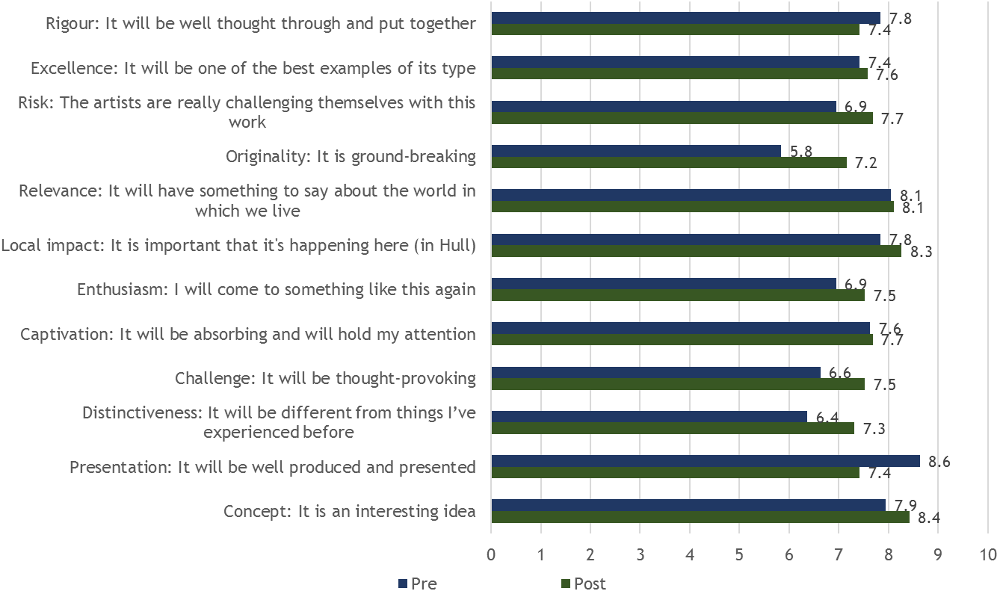 Rigour: It will be well thought through and put together
7.8
7.4
Excellence: It will be one of the best examples of its type
7.4
7.6
Risk: The artists are really challenging themselves with this
work
6.9
7.7
Originality: It is ground-breaking
5.8
7.2
Relevance: It will have something to say about the world in
which we live
8.1
8.1
Local impact: It is important that it's happening here (in Hull)
7.8
8.3
Enthusiasm: I will come to something like this again
6.9
7.5
Captivation: It will be absorbing and will hold my attention
7.6
7.7
Challenge: It will be thought-provoking
6.6
7.5
Distinctiveness: It will be different from things I’ve
experienced before
6.4
7.3
Presentation: It will be well produced and presented
8.6
7.4
Concept: It is an interesting idea
7.9
8.4
0 1 2 3 4 5 6 7 8 9 10
Pre Post